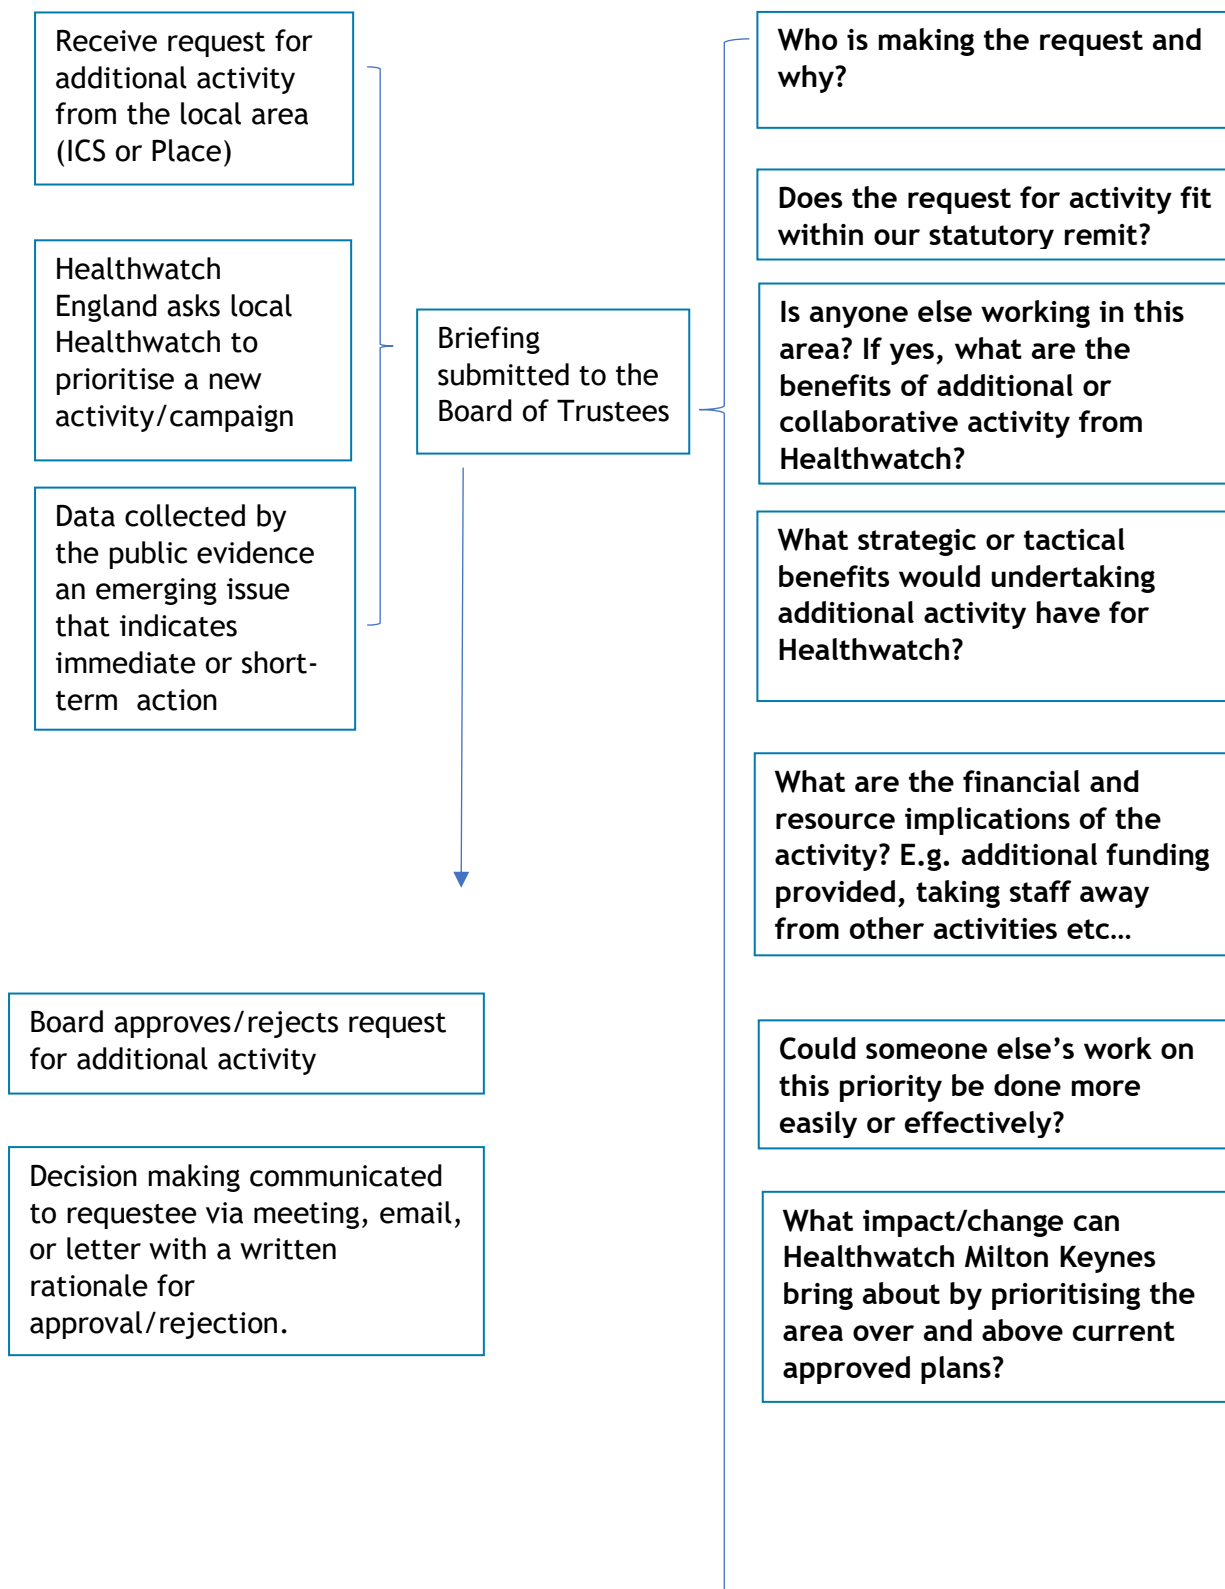 Receive request for
additional activity
from the local area
(ICS or Place)
Healthwatch
England asks local
Healthwatch to
prioritise a new
activity/campaign
Data collected by
the public evidence
an emerging issue
that indicates
immediate or short-
term  action
Briefing
submitted to the
Board of Trustees
Board approves/rejects request
for additional activity
Decision making communicated
to requestee via meeting, email,
or letter with a written
rationale for
approval/rejection.
Who is making the request and
why?
Does the request for activity fit
within our statutory remit?
Is anyone else working in this
area? If yes, what are the
benefits of additional or
collaborative activity from
Healthwatch?
What strategic or tactical
benefits would undertaking
additional activity have for
Healthwatch?
What are the financial and
resource implications of the
activity? E.g. additional funding
provided, taking staff away
from other activities etc…
Could someone else’s work on
this priority be done more
easily or effectively?
What impact/change can
Healthwatch Milton Keynes
bring about by prioritising the
area over and above current
approved plans?